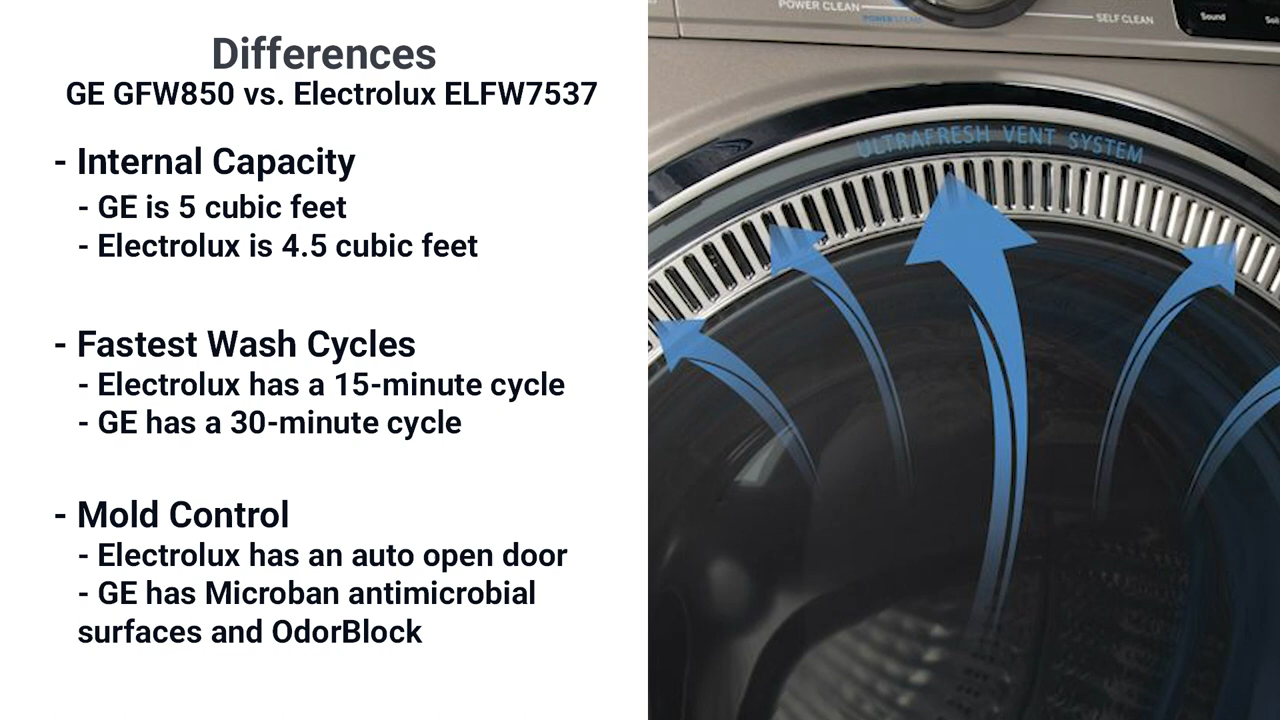 Differences
GE GFW850 vs. Electrolux ELFW7537
- Internal Capacity
- GE is 5 cubic feet
- Electrolux is 4.5 cubic feet
- Fastest Wash Cycles
- Electrolux has a 15-minute cycle
- GE has a 30-minute cycle
- Mold Control
- Electrolux has an auto open door
- GE has Microban antimicrobial
surfaces and OdorBlock
POWER CLEAN
POWER STEAM
SELF CLEAN
Sound
ULTRAFRESH VENT SYSTEM